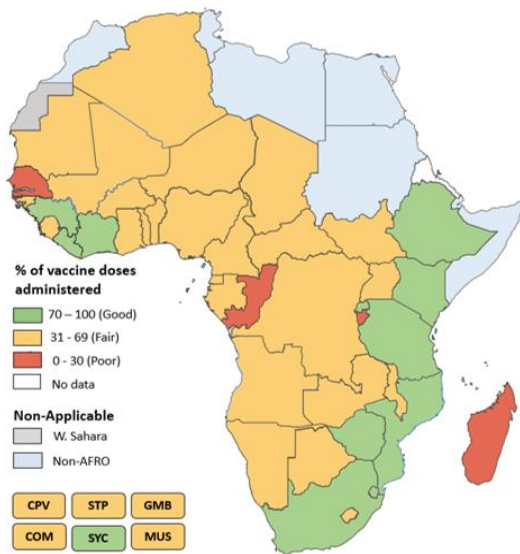 % of vaccine doses
administered
70 – 100 (Good)
31 - 69 (Fair)
0 - 30 (Poor)
No data
Non-Applicable
W. Sahara
Non-AFRO
CPV STP GMB
COM SYC MUS